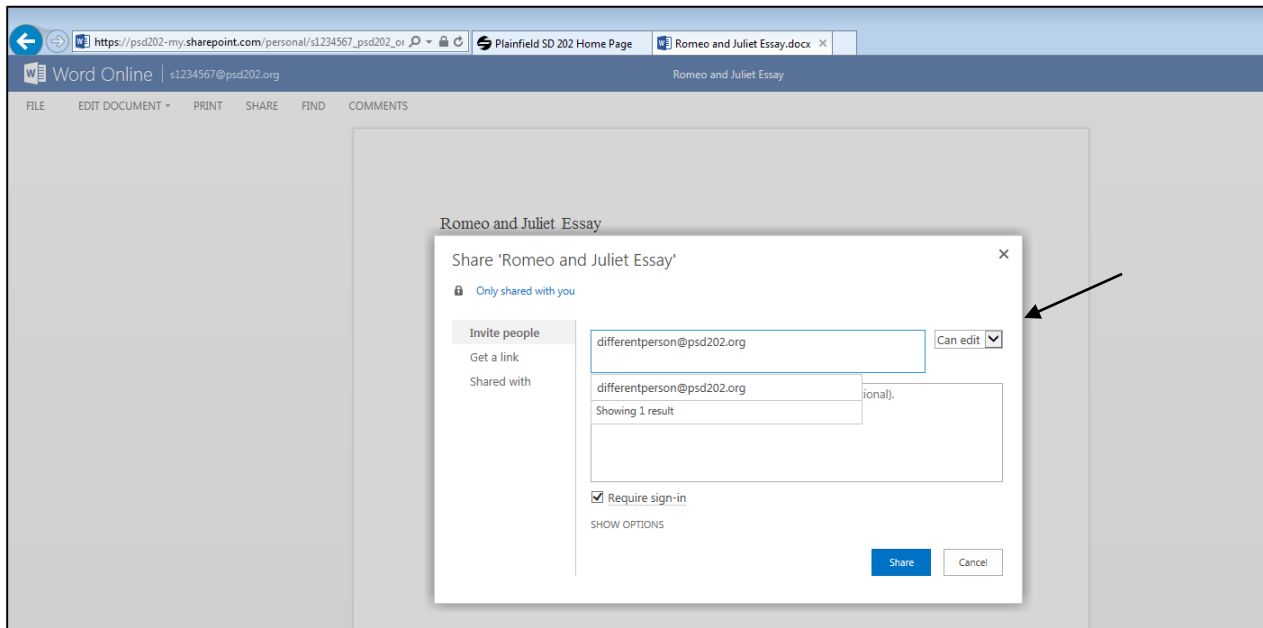 https://psd202-my.sharepoint.com/personal/s1234567_psd202_or
Plainfield SD 202 Home Page
Romeo and Juliet Essay.docx
Word Online | s1234567@psd202.org
Romeo and Juliet Essay
FILE EDIT DOCUMENT PRINT SHARE FIND COMMENTS
Romeo and Juliet Essay
Share 'Romeo and Juliet Essay'
Only shared with you
Invite people
Get a link
Shared with
differentperson@psd202.org
Can edit
differentperson@psd202.org
Showing 1 result
ional).
Require sign-in
SHOW OPTIONS
Share
Cancel